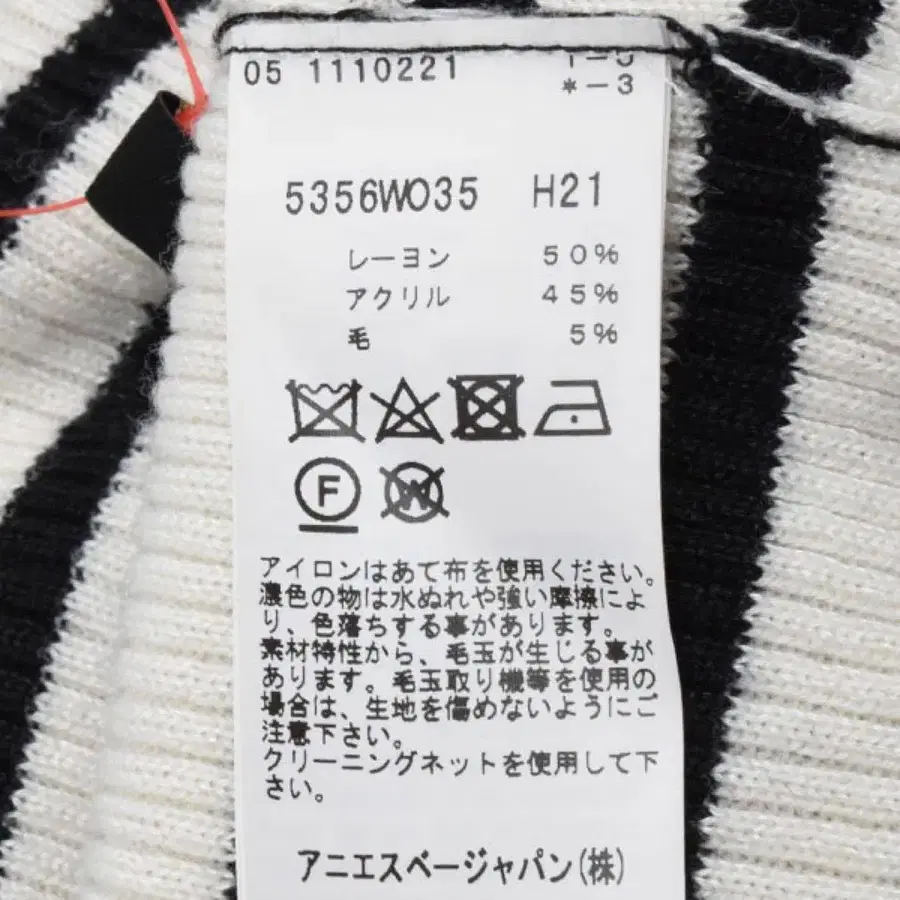 05 1110221
*-3
5356W035 H21
レーヨン 50%
アクリル 45%
毛 5%
F
W
アイロンはあて布を使用ください。
濃色の物は水ぬれや強い摩擦によ
り、色落ちする事があります。
素材特性から、毛玉が生じる事が
あります。毛玉取り機等を使用の
場合は、生地を傷めないようにご
注意下さい。
クリーニングネットを使用して下
さい。
アニエスベージャパン(株)